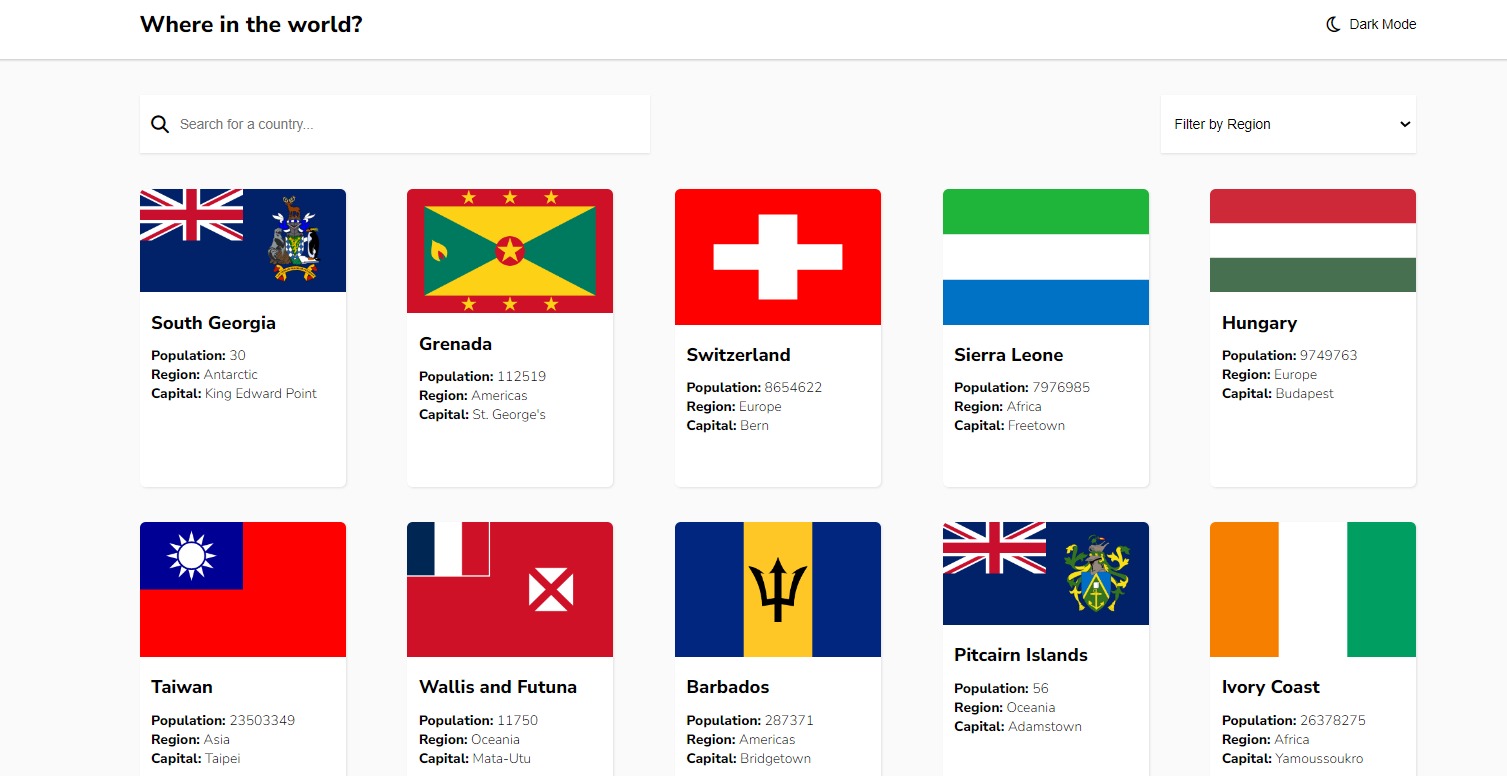 Where in the world?
Dark Mode
Search for a country...
Filter by Region
South Georgia
Population: 30
Region: Antarctic
Capital: King Edward Point
Grenada
Population: 112519
Region: Americas
Capital: St. George's
Switzerland
Population: 8654622
Region: Europe
Capital: Bern
Sierra Leone
Population: 7976985
Region: Africa
Capital: Freetown
Hungary
Population: 9749763
Region: Europe
Capital: Budapest
Taiwan
Population: 23503349
Region: Asia
Capital: Taipei
Wallis and Futuna
Population: 11750
Region: Oceania
Capital: Mata-Utu
Barbados
Population: 287371
Region: Americas
Capital: Bridgetown
Pitcairn Islands
Population: 56
Region: Oceania
Capital: Adamstown
Ivory Coast
Population: 26378275
Region: Africa
Capital: Yamoussoukro